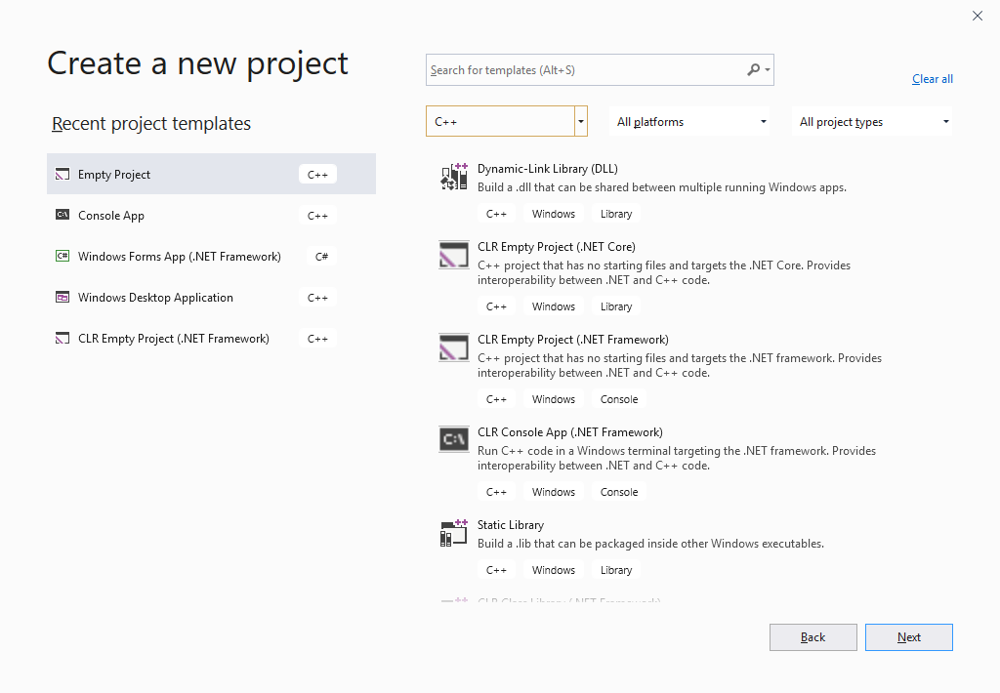 Create a new project
Recent project templates
Empty Project C++
Console App C++
Windows Forms App (.NET Framework) C#
Windows Desktop Application C++
CLR Empty Project (.NET Framework) C++
Search for templates (Alt+S)
Clear all
C++ All platforms All project types
Dynamic-Link Library (DLL)
Build a .dll that can be shared between multiple running Windows apps.
C++ Windows Library
CLR Empty Project (.NET Core)
C++ project that has no starting files and targets the .NET Core. Provides
interoperability between .NET and C++ code.
C++ Windows Library
CLR Empty Project (.NET Framework)
C++ project that has no starting files and targets the .NET framework. Provides
interoperability between .NET and C++ code.
C++ Windows Console
CLR Console App (.NET Framework)
Run C++ code in a Windows terminal targeting the .NET framework. Provides
interoperability between .NET and C++ code.
C++ Windows Console
Static Library
Build a .lib that can be packaged inside other Windows executables.
C++ Windows Library
CLR Class Library (.NET Framework)
Back Next